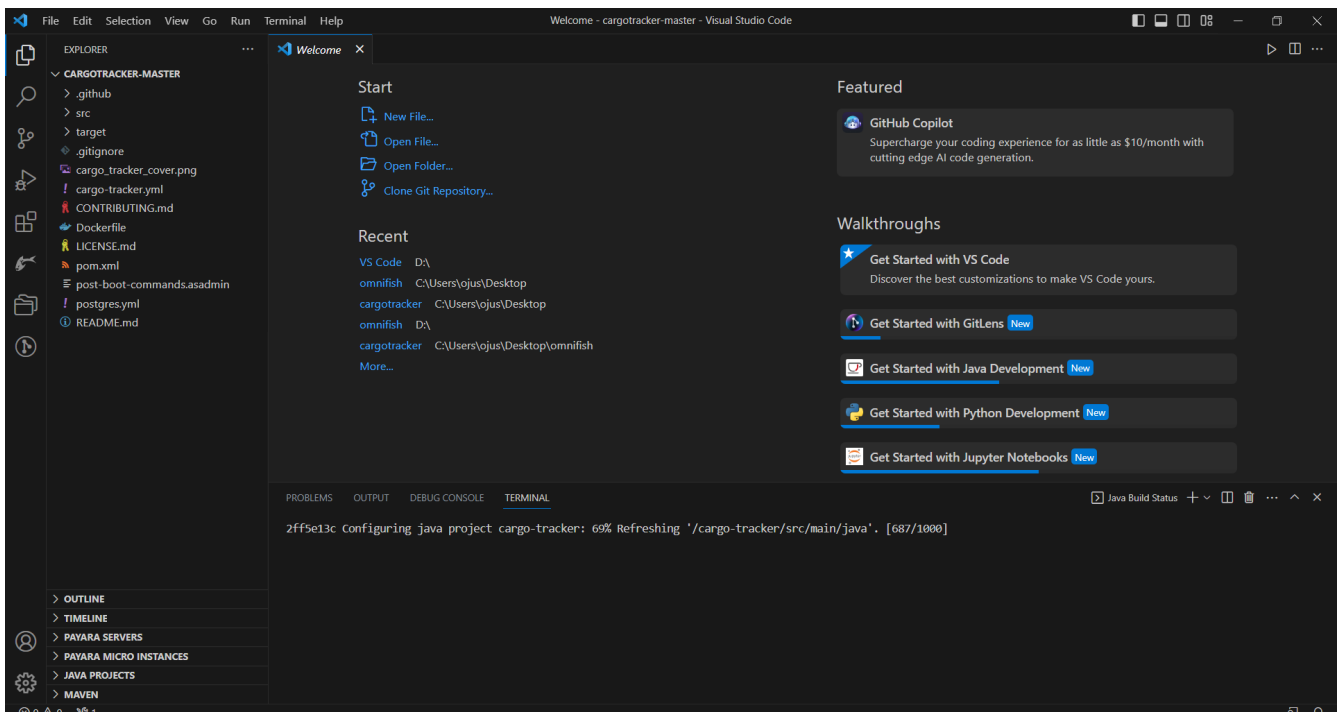 File Edit Selection View Go Run Terminal Help
Welcome - cargotracker-master - Visual Studio Code
EXPLORER
CARGOTRACKER-MASTER
.github
src
target
.gitignore
cargo_tracker_cover.png
cargo-tracker.yml
CONTRIBUTING.md
Dockerfile
LICENSE.md
pom.xml
post-boot-commands.asadmin
postgres.yml
README.md
OUTLINE
TIMELINE
PAYARA SERVERS
PAYARA MICRO INSTANCES
JAVA PROJECTS
MAVEN
Welcome
Start
New File...
Open File...
Open Folder...
Clone Git Repository...
Recent
VS Code D:\
omnifish C:\Users\ojus\Desktop
cargotracker C:\Users\ojus\Desktop
omnifish D:\
cargotracker C:\Users\ojus\Desktop\omnifish
More...
Featured
GitHub Copilot
Supercharge your coding experience for as little as $10/month with
cutting edge AI code generation.
Walkthroughs
Get Started with VS Code
Discover the best customizations to make VS Code yours.
Get Started with GitLens New
Get Started with Java Development New
Get Started with Python Development New
Get Started with Jupyter Notebooks New
PROBLEMS OUTPUT DEBUG CONSOLE TERMINAL
Java Build Status
2ff5e13c Configuring java project cargo-tracker: 69% Refreshing '/cargo-tracker/src/main/java'. [687/1000]